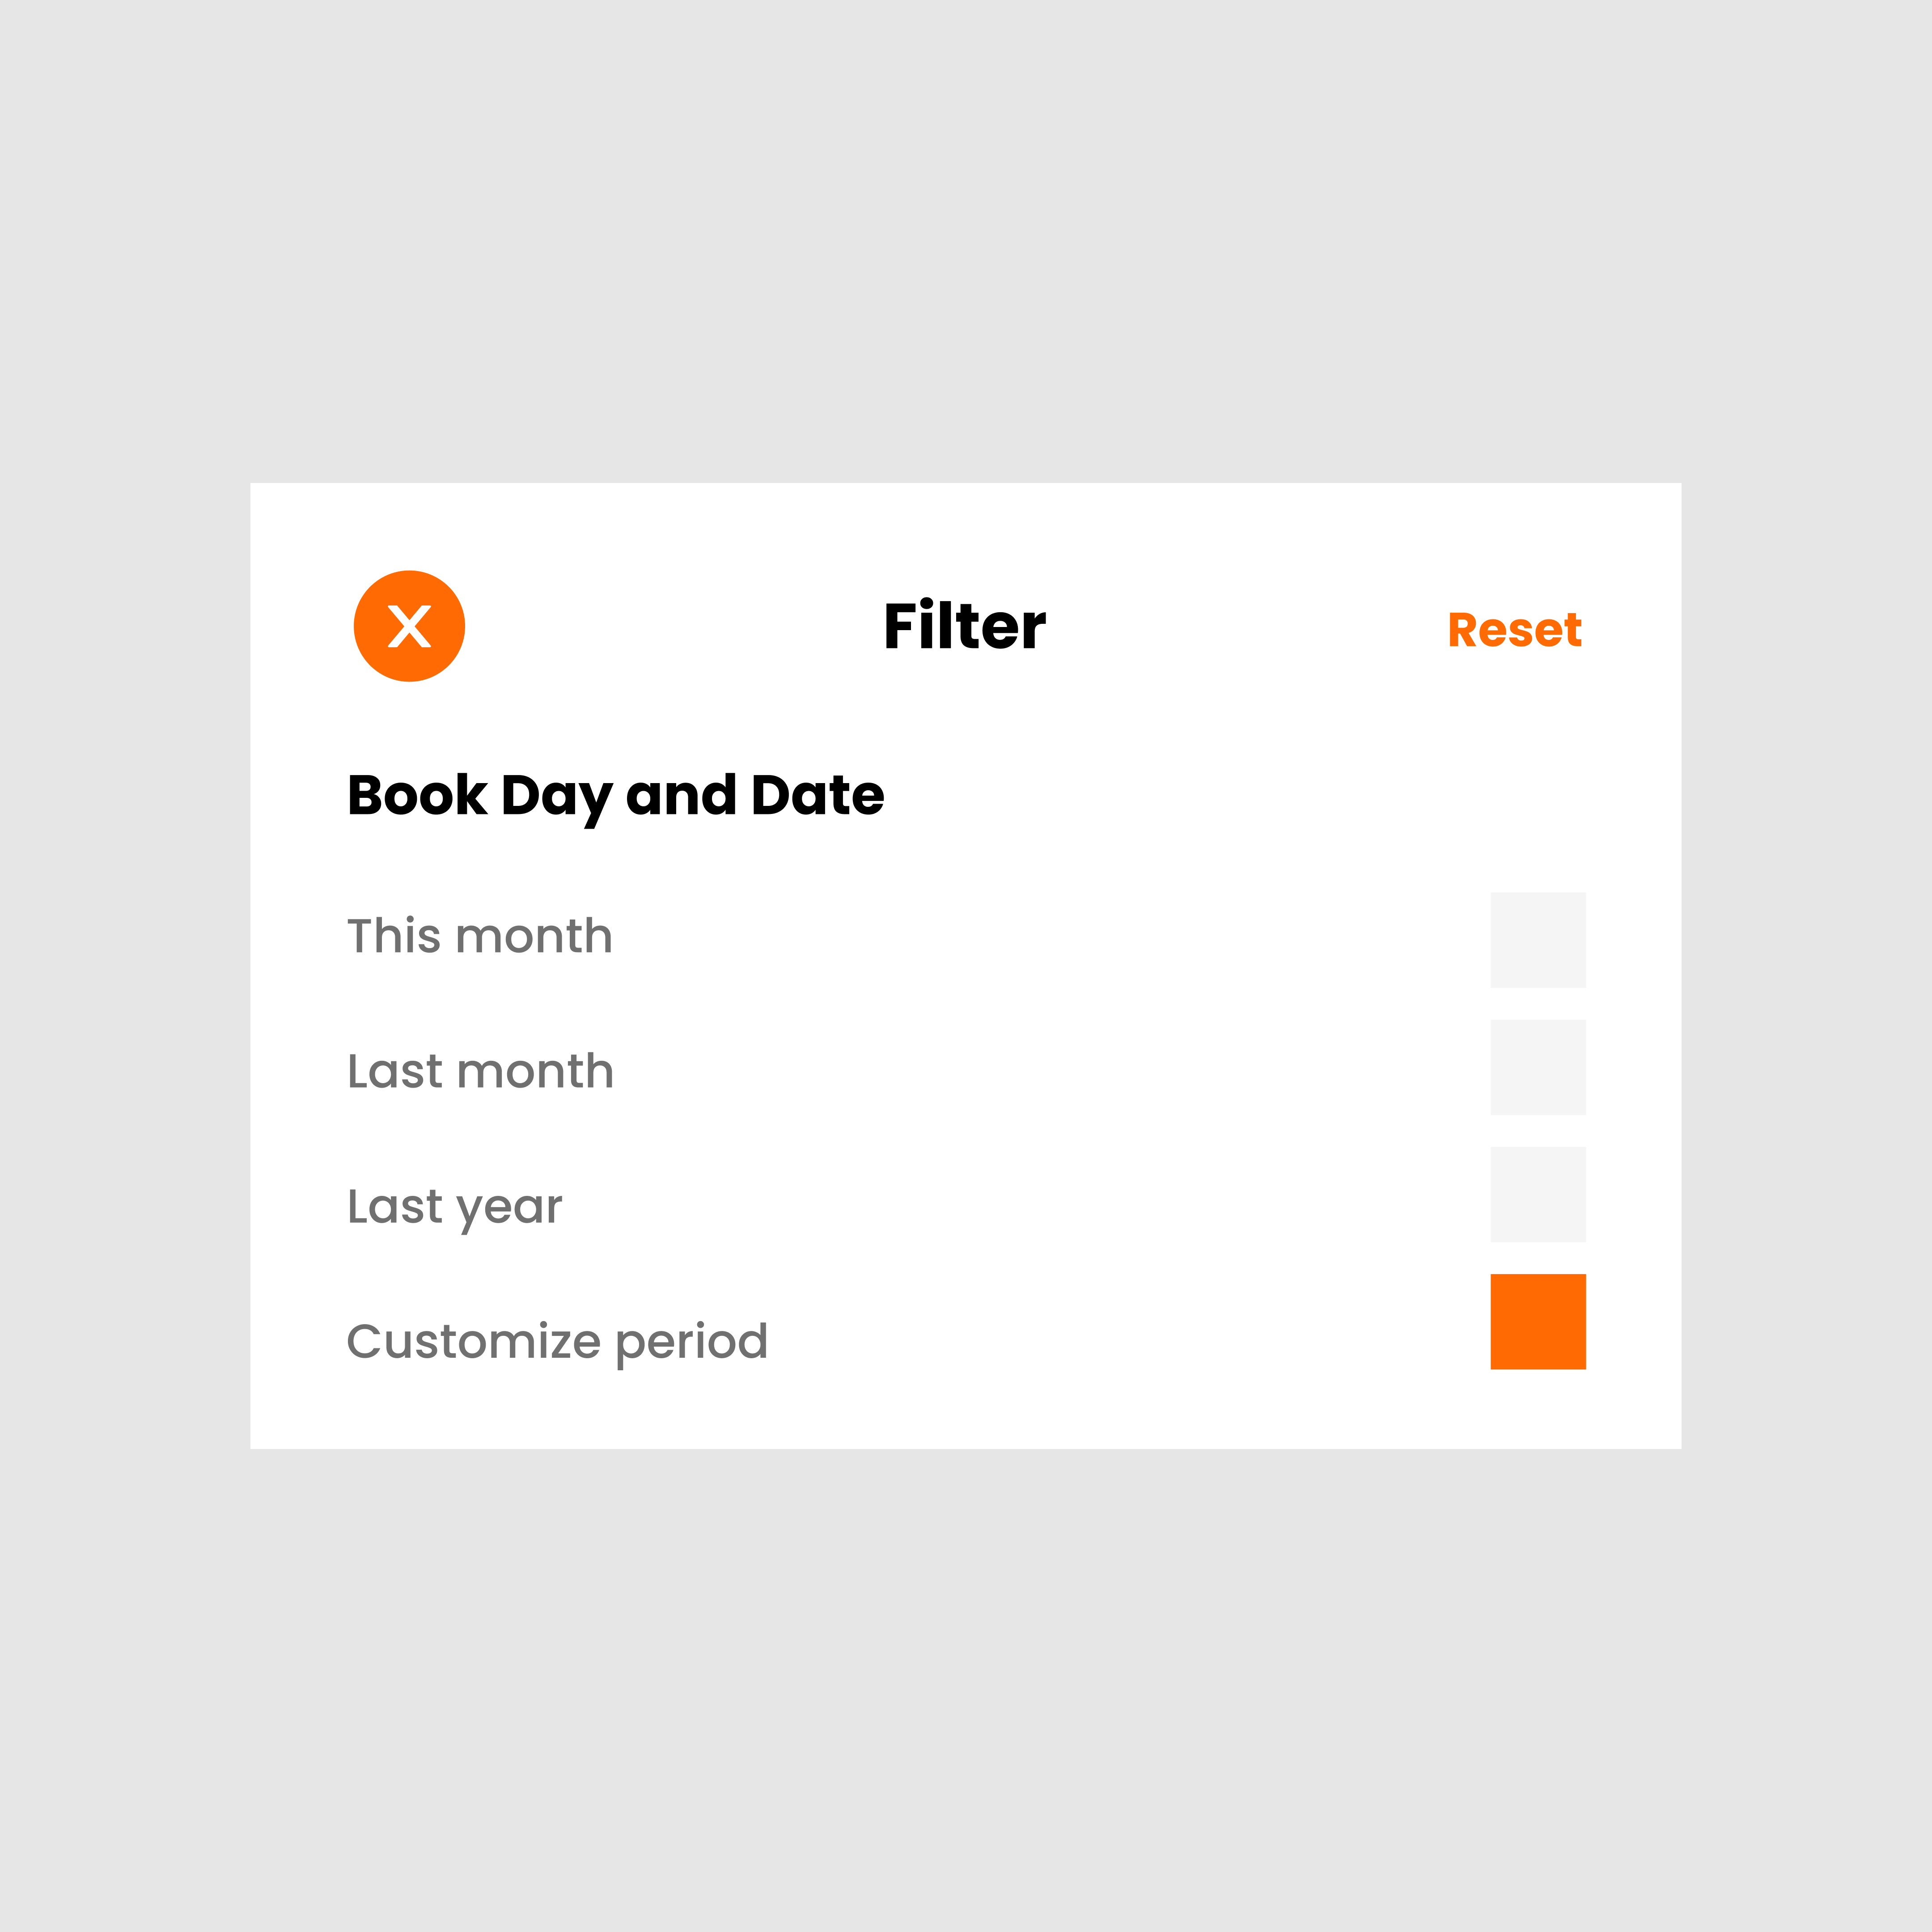 X Filter Reset
Book Day and Date
This month
Last month
Last year
Customize period